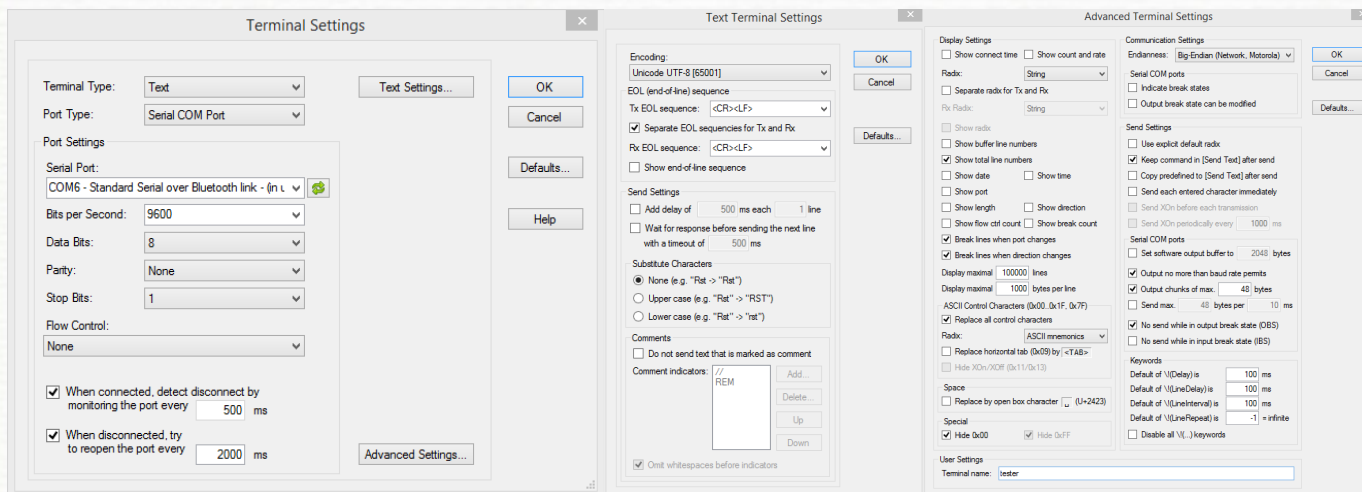 Terminal Settings
Terminal Type: Text Text Settings... OK
Port Type: Serial COM Port Cancel
Port Settings
Serial Port: Defaults...
COM6 - Standard Serial over Bluetooth link - (in u
Bits per Second: 9600 Help
Data Bits: 8
Parity: None
Stop Bits: 1
Flow Control:
None
When connected, detect disconnect by
monitoring the port every 500 ms
When disconnected, try
to reopen the port every 2000 ms Advanced Settings...
Text Terminal Settings
Encoding: OK
Unicode UTF-8 [65001]
Cancel
EOL (end-of-line) sequence
Tx EOL sequence: <CR><LF>
Separate EOL sequencies for Tx and Rx Defaults...
Rx EOL sequence: <CR><LF>
Show end-of-line sequence
Send Settings
Add delay of 500 ms each 1 line
Wait for response before sending the next line
with a timeout of 500 ms
Substitute Characters
None (e.g. "Rst -> "Rst")
Upper case (e.g. "Rst" -> "RST")
Lower case (e.g. "Rst" -> "rst")
Comments
Do not send text that is marked as comment
Comment indicators: // Add...
REM
Delete...
Up
Down
Omit whitespaces before indicators
Advanced Terminal Settings
Display Settings
Show connect time Show count and rate
Radix: String
Separate radix for Tx and Rx
Rx Radix: String
Show radix
Show buffer line numbers
Show total line numbers
Show date Show time
Show port
Show length Show direction
Show flow ctrl count Show break count
Break lines when port changes
Break lines when direction changes
Display maximal 100000 lines
Display maximal 1000 bytes per line
ASCII Control Characters (0x00..0x1F, 0x7F)
Replace all control characters
Radix: ASCII mnemonics
Replace horizontal tab (0x09) by <TAB>
Hide XOn/XOff (0x11/0x13)
Space
Replace by open box character ␣ (U+2423)
Special
Hide 0x00 Hide 0xFF
Communication Settings
Endianness: Big-Endian (Network, Motorola) OK
Serial COM ports Cancel
Indicate break states
Output break state can be modified Defaults...
Send Settings
Use explicit default radix
Keep command in [Send Text] after send
Copy predefined to [Send Text] after send
Send each entered character immediately
Send XOn before each transmission
Send XOn periodically every 1000 ms
Serial COM ports
Set software output buffer to 2048 bytes
Output no more than baud rate permits
Output chunks of max. 48 bytes
Send max. 48 bytes per 10 ms
No send while in output break state (OBS)
No send while in input break state (IBS)
Keywords
Default of \!(Delay) is 100 ms
Default of \!(LineDelay) is 100 ms
Default of \!(LineInterval) is 100 ms
Default of \!(LineRepeat) is -1 = infinite
Disable all \!(...) keywords
User Settings
Terminal name: tester